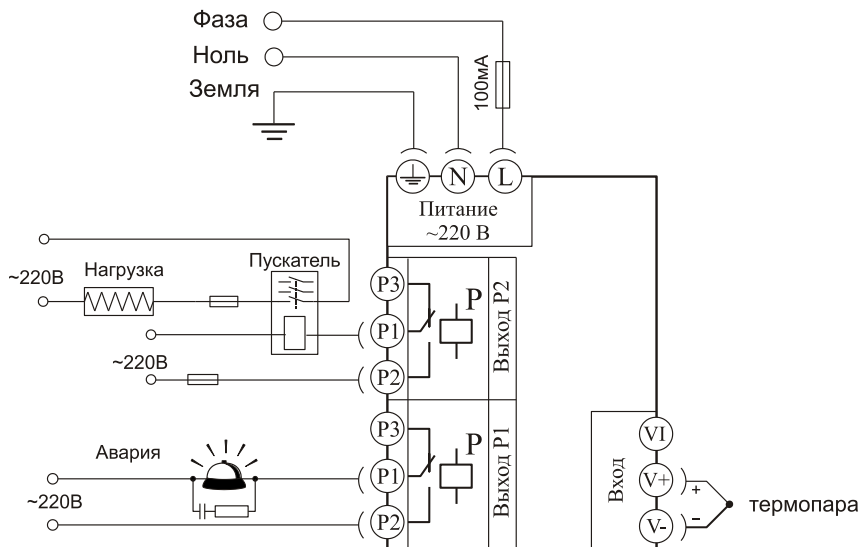 Фаза
Ноль
Земля
100мА
N
L
Питание
~220 В
~220В
Нагрузка
Пускатель
P3
P1
P2
P
Выход P2
~220В
P3
P1
P2
P
Выход P1
Авария
~220В
VI
V+
V-
Вход
+
–
термопара